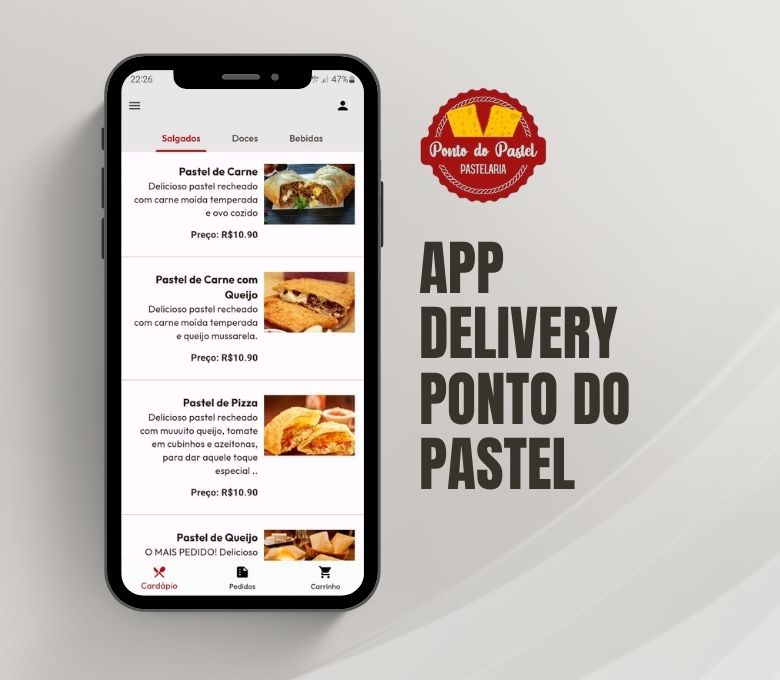 22:26
47%
Salgados
Doces
Bebidas
Pastel de Carne
Delicioso pastel recheado
com carne moída temperada
e ovo cozido
Preço: R$10.90
Pastel de Carne com
Queijo
Delicioso pastel recheado
com carne moída temperada
e queijo mussarela.
Preço: R$10.90
Pastel de Pizza
Delicioso pastel recheado
com muuuito queijo, tomate
em cubinhos e azeitonas,
para dar aquele toque
especial ..
Preço: R$10.90
Pastel de Queijo
O MAIS PEDIDO! Delicioso
Cardápio
Pedidos
Carrinho
Ponto do Pastel
PASTELARIA
APP
DELIVERY
PONTO DO
PASTEL